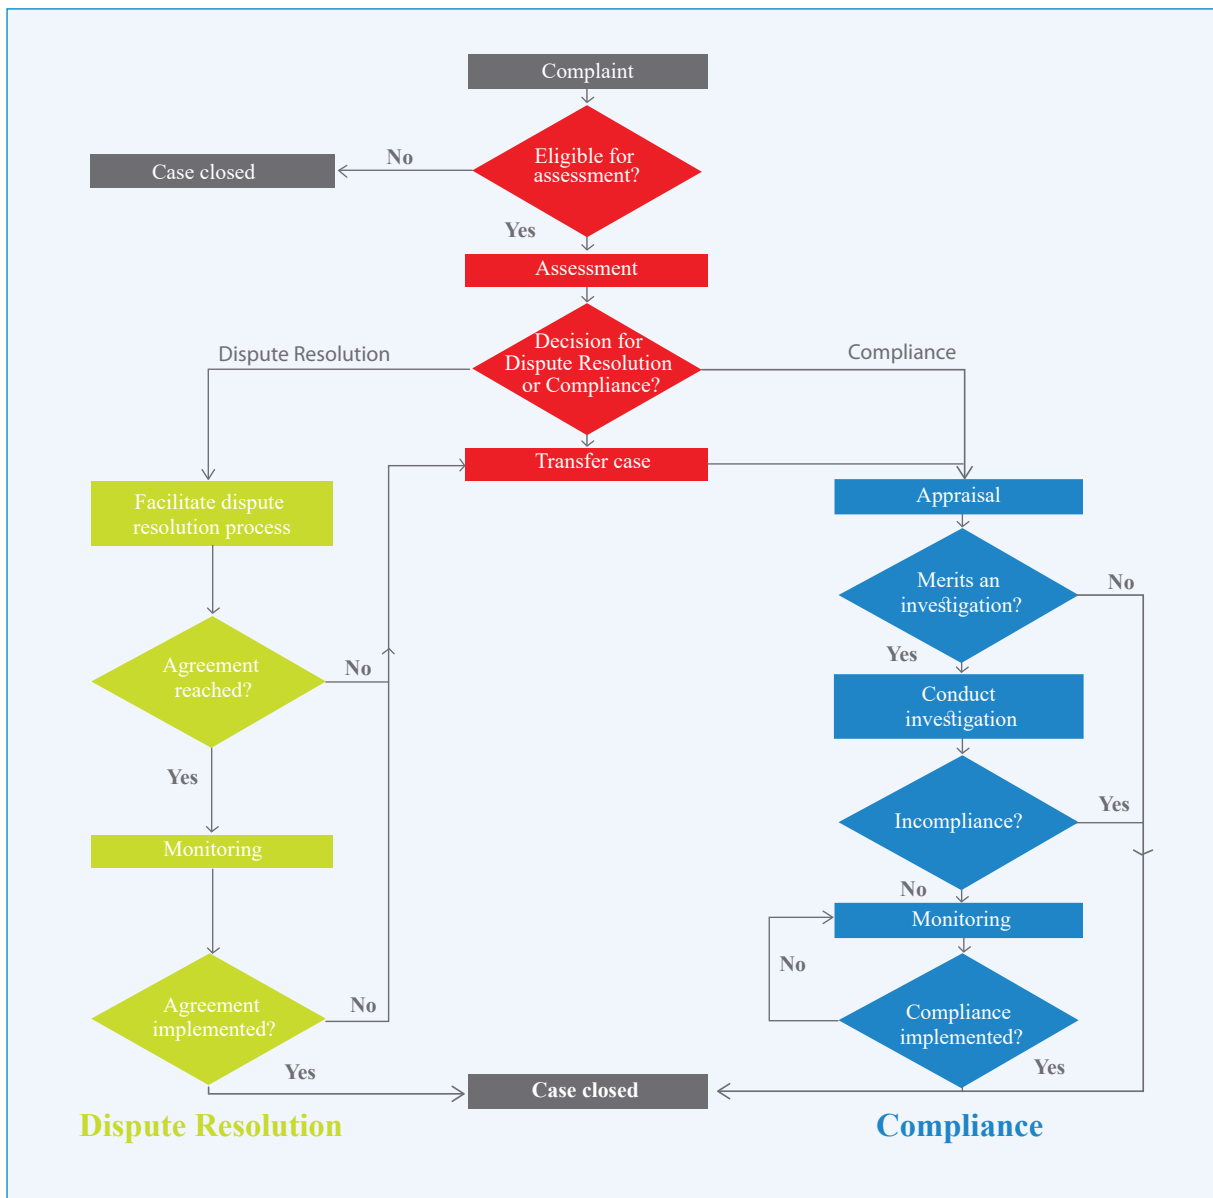 Complaint
Eligible for
assessment?
No
Case closed
Yes
Assessment
Decision for
Dispute Resolution
or Compliance?
Dispute Resolution
Compliance
Transfer case
Facilitate dispute
resolution process
Agreement
reached?
No
Yes
Monitoring
Agreement
implemented?
No
Yes
Appraisal
Merits an
investigation?
No
Yes
Conduct
investigation
Incompliance?
Yes
No
Monitoring
No
Compliance
implemented?
Yes
Case closed
Dispute Resolution
Compliance